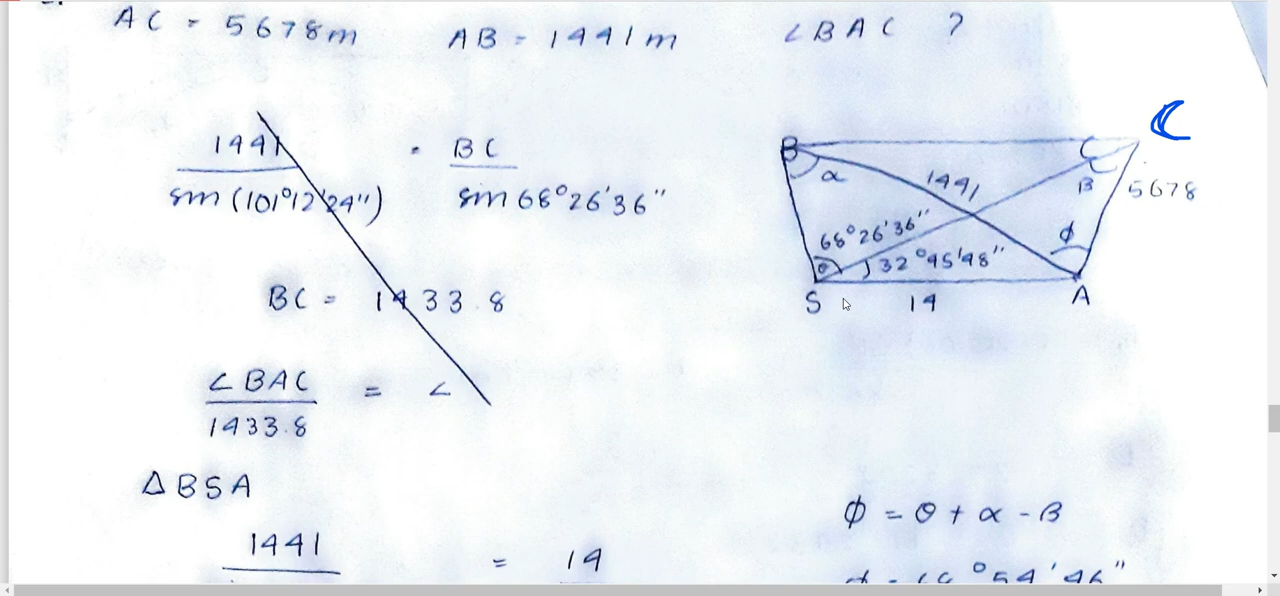 AC = 5678m AB = 1441m ∠BAC ?
1441 = BC
sin (101°12'24") sin 68°26'36"
BC = 1433.8
∠BAC = ∠
1433.8
△BSA
1441 = 14
B α 1441 C B 5678
68°26'36" φ
θ 32°45'48"
S 14 A
C
φ = θ + α - B